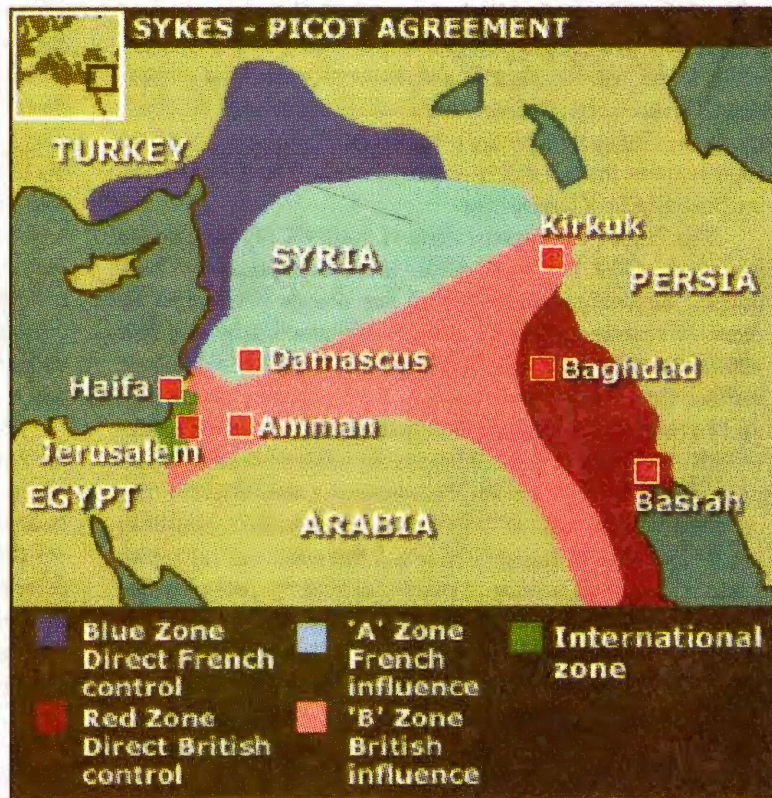 SYKES - PICOT AGREEMENT
TURKEY
SYRIA
Kirkuk
PERSIA
Damascus
Baghdad
Haifa
Amman
Jerusalem
EGYPT
Basrah
ARABIA
Blue Zone
Direct French
control
'A' Zone
French
influence
International
zone
Red Zone
Direct British
control
'B' Zone
British
influence